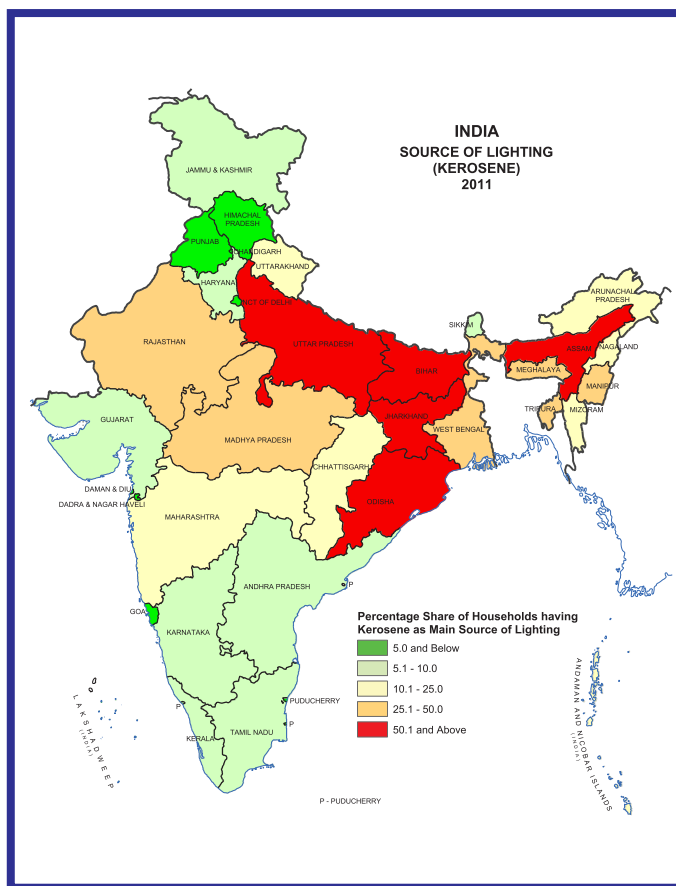 INDIA
SOURCE OF LIGHTING
(KEROSENE)
2011
JAMMU & KASHMIR
HIMACHAL
PRADESH
PUNJAB
CHANDIGARH
UTTARAKHAND
HARYANA
NCT OF DELHI
ARUNACHAL
PRADESH
SIKKIM
RAJASTHAN
UTTAR PRADESH
ASSAM
NAGALAND
BIHAR
MEGHALAYA
MANIPUR
TRIPURA
MIZORAM
GUJARAT
JHARKHAND
WEST BENGAL
MADHYA PRADESH
CHHATTISGARH
DAMAN & DIU
DADRA & NAGAR HAVELI
ODISHA
MAHARASHTRA
ANDHRA PRADESH
P
GOA
KARNATAKA
Percentage Share of Households having
Kerosene as Main Source of Lighting
5.0 and Below
5.1 - 10.0
10.1 - 25.0
25.1 - 50.0
50.1 and Above
PUDUCHERRY
P
P
KERALA
TAMIL NADU
LAKSHADWEEP
(INDIA)
ANDAMAN AND NICOBAR ISLANDS
(INDIA)
P - PUDUCHERRY